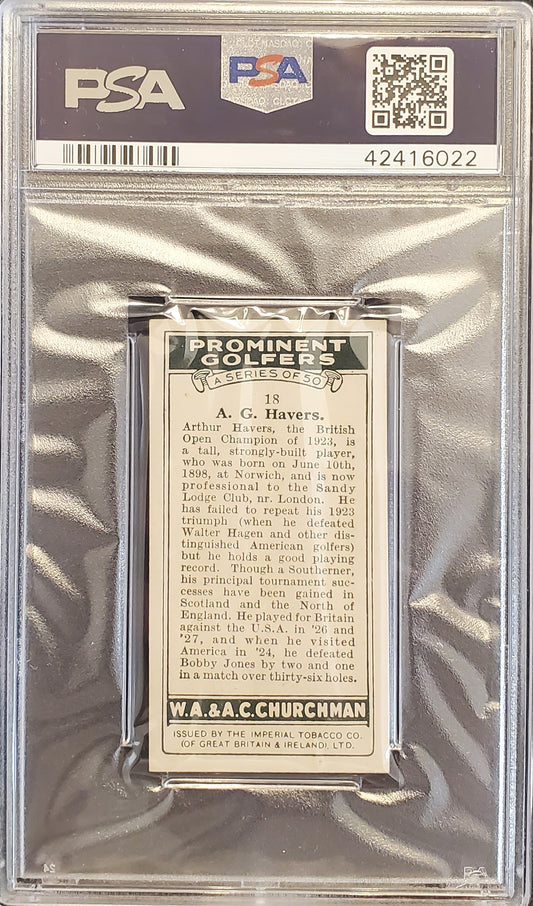 PSA
PSA
42416022
PROMINENT
GOLFERS
A SERIES OF 50
18
A. G. Havers.
Arthur Havers, the British
Open Champion of 1923, is
a tall, strongly-built player,
who was born on June 10th,
1898, at Norwich, and is now
professional to the Sandy
Lodge Club, nr. London. He
has failed to repeat his 1923
triumph (when he defeated
Walter Hagen and other dis-
tinguished American golfers)
but he holds a good playing
record. Though a Southerner,
his principal tournament suc-
cesses have been gained in
Scotland and the North of
England. He played for Britain
against the U.S.A. in '26 and
'27, and when he visited
America in '24, he defeated
Bobby Jones by two and one
in a match over thirty-six holes.
W.A. & A.C. CHURCHMAN
ISSUED BY THE IMPERIAL TOBACCO CO.
(OF GREAT BRITAIN & IRELAND), LTD.